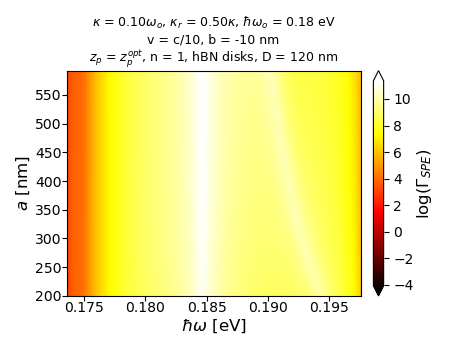 κ = 0.10ω_o, κ_r = 0.50κ, ħω_o = 0.18 eV
v = c/10, b = -10 nm
z_p = z_p^{opt}, n = 1, hBN disks, D = 120 nm
a [nm]
550
500
450
400
350
300
250
200
0.175 0.180 0.185 0.190 0.195
ħω [eV]
10
8
6
4
2
0
−2
−4
log(Γ_{SPE})